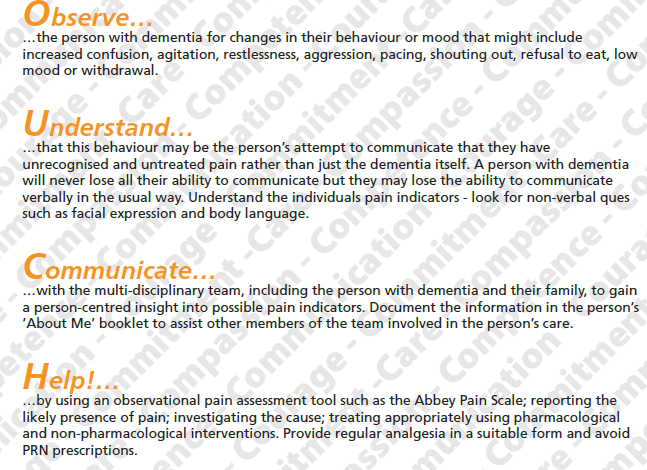 Observe...
...the person with dementia for changes in their behaviour or mood that might include
increased confusion, agitation, restlessness, aggression, pacing, shouting out, refusal to eat, low
mood or withdrawal.
Understand...
...that this behaviour may be the person's attempt to communicate that they have
unrecognised and untreated pain rather than just the dementia itself. A person with dementia
will never lose all their ability to communicate but they may lose the ability to communicate
verbally in the usual way. Understand the individuals pain indicators - look for non-verbal ques
such as facial expression and body language.
Communicate...
...with the multi-disciplinary team, including the person with dementia and their family, to gain
a person-centred insight into possible pain indicators. Document the information in the person's
'About Me' booklet to assist other members of the team involved in the person's care.
Help!...
...by using an observational pain assessment tool such as the Abbey Pain Scale; reporting the
likely presence of pain; investigating the cause; treating appropriately using pharmacological
and non-pharmacological interventions. Provide regular analgesia in a suitable form and avoid
PRN prescriptions.